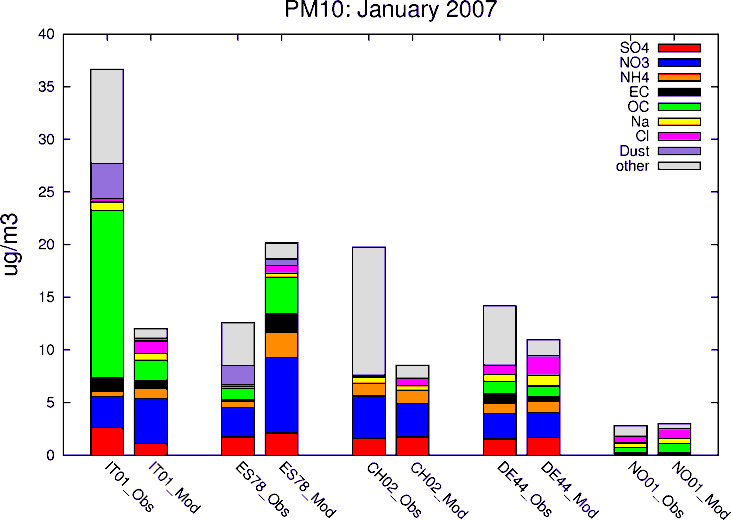 PM10: January 2007
ug/m3
40
35
30
25
20
15
10
5
0
SO4
NO3
NH4
EC
OC
Na
Cl
Dust
other
IT01_Obs
IT01_Mod
ES78_Obs
ES78_Mod
CH02_Obs
CH02_Mod
DE44_Obs
DE44_Mod
NO01_Obs
NO01_Mod